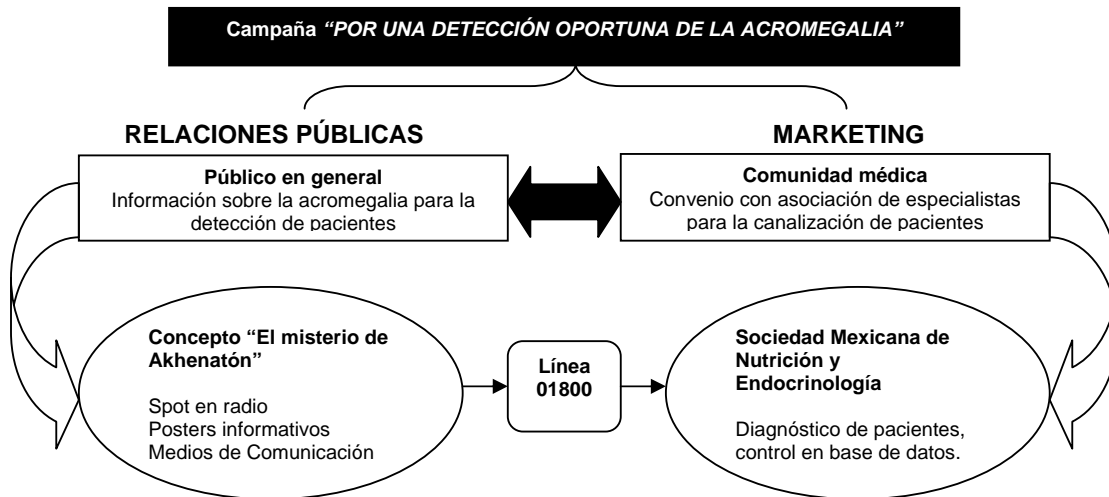 Campaña “POR UNA DETECCIÓN OPORTUNA DE LA ACROMEGALIA”
RELACIONES PÚBLICAS
Público en general
Información sobre la acromegalia para la
detección de pacientes
MARKETING
Comunidad médica
Convenio con asociación de especialistas
para la canalización de pacientes
Concepto “El misterio de
Akhenatón”
Spot en radio
Posters informativos
Medios de Comunicación
Línea
01800
Sociedad Mexicana de
Nutrición y
Endocrinología
Diagnóstico de pacientes,
control en base de datos.